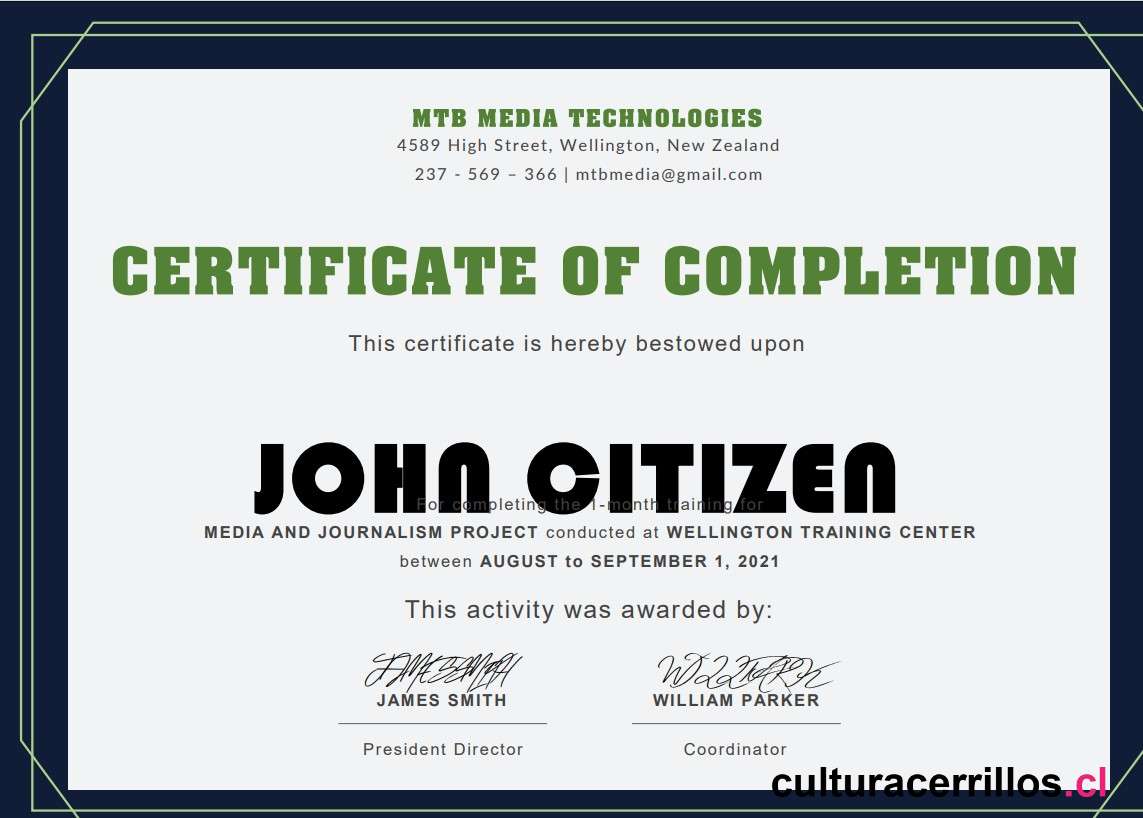 MTB MEDIA TECHNOLOGIES
4589 High Street, Wellington, New Zealand
237 - 569 – 366 | mtbmedia@gmail.com
CERTIFICATE OF COMPLETION
This certificate is hereby bestowed upon
JOHN CITIZEN
For completing the 1-month training for
MEDIA AND JOURNALISM PROJECT conducted at WELLINGTON TRAINING CENTER
between AUGUST to SEPTEMBER 1, 2021
This activity was awarded by:
JAMES SMITH WILLIAM PARKER
President Director Coordinator
culturacerrillos.cl